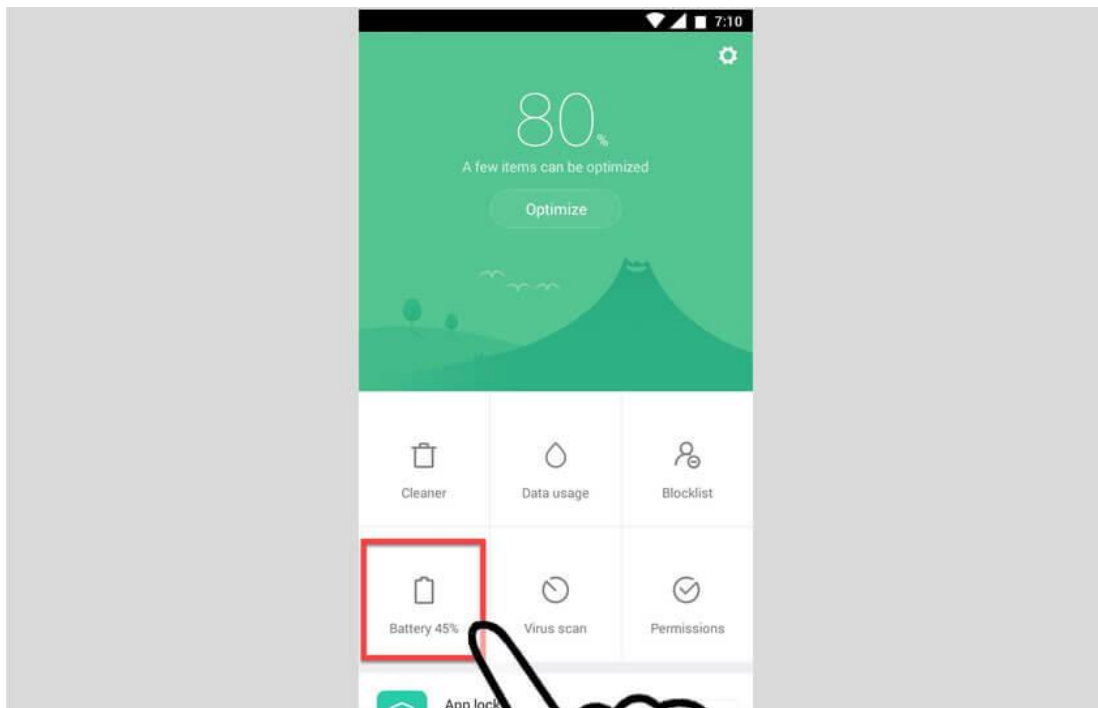 7:10
80%
A few items can be optimized
Optimize
Cleaner
Data usage
Blocklist
Battery 45%
Virus scan
Permissions
App lock